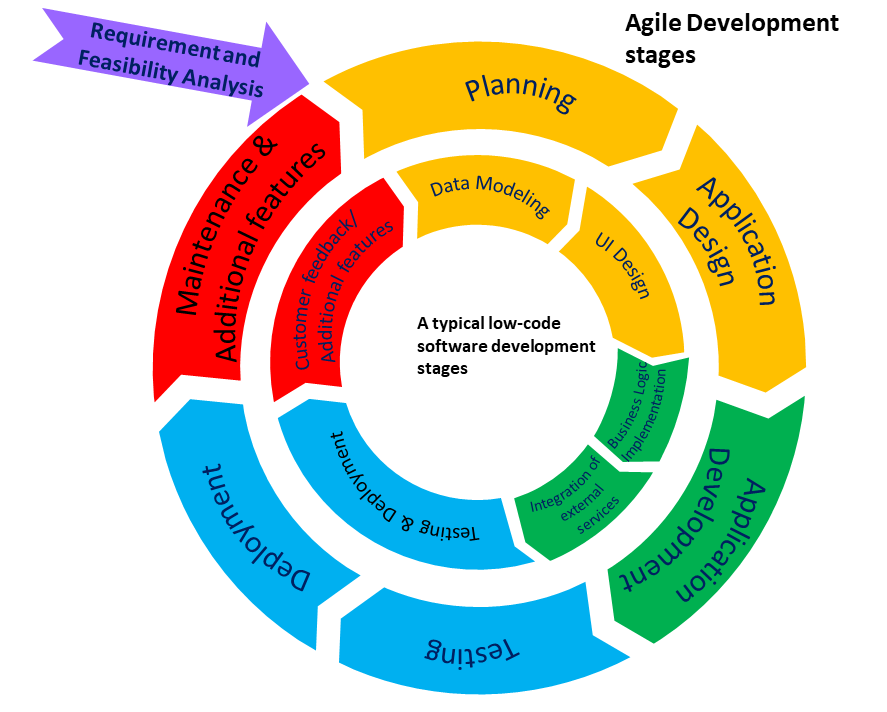 Agile Development
stages
Requirement and
Feasibility Analysis
Planning
Application
Design
Application
Development
Testing
Deployment
Maintenance &
Additional features
Data Modeling
UI Design
Business Logic
Implementation
Integration of
external
services
Testing & Deployment
Customer feedback/
Additional features
A typical low-code
software development
stages